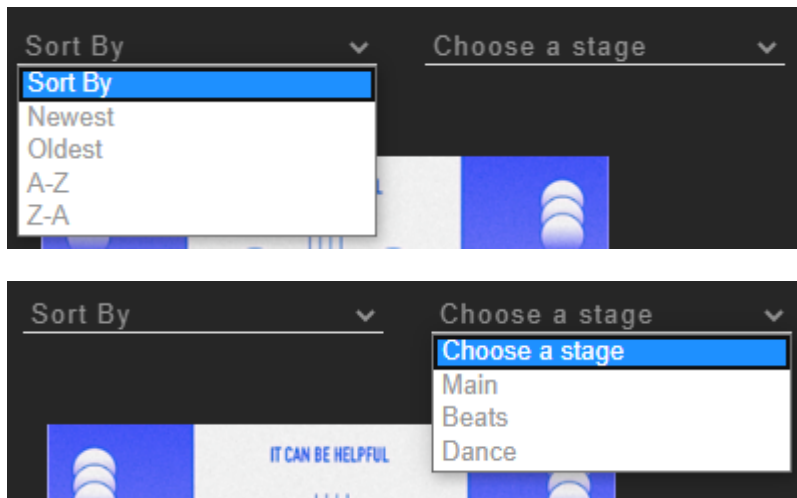 Sort By
Choose a stage
Sort By
Newest
Oldest
A-Z
Z-A
Sort By
Choose a stage
Choose a stage
Main
Beats
Dance
IT CAN BE HELPFUL